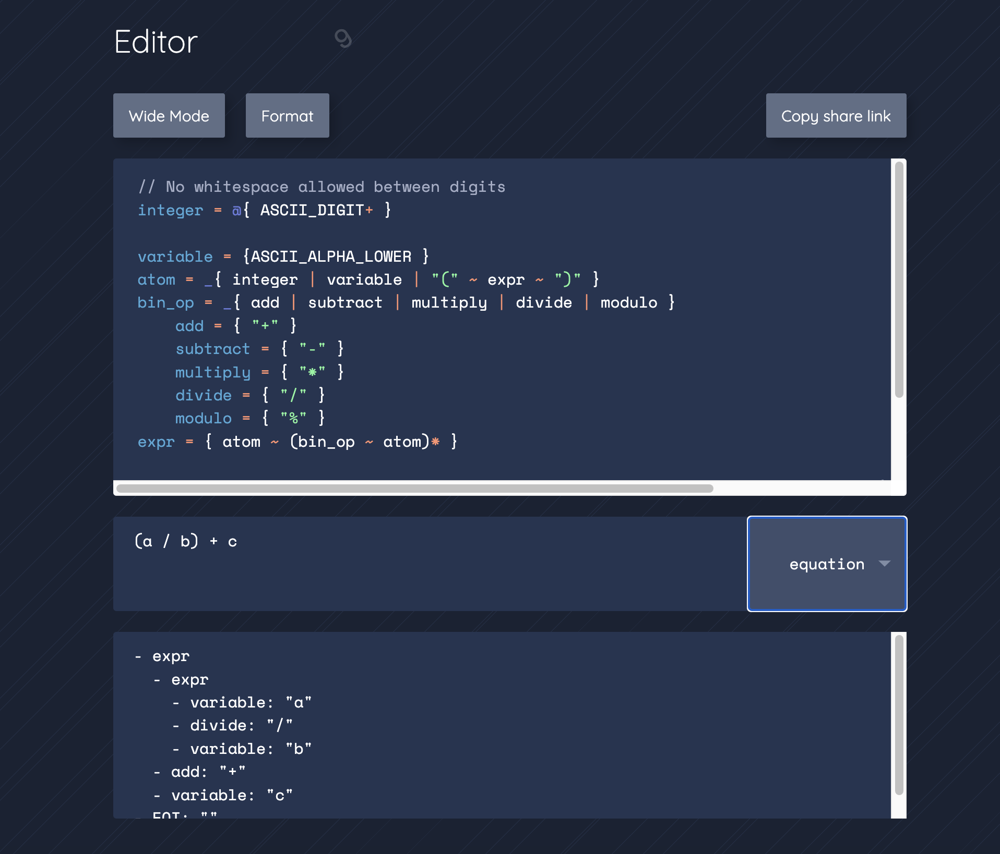 Editor
Wide Mode
Format
Copy share link
// No whitespace allowed between digits
integer = @{ ASCII_DIGIT+ }
variable = {ASCII_ALPHA_LOWER }
atom = _{ integer | variable | "(" ~ expr ~ ")" }
bin_op = _{ add | subtract | multiply | divide | modulo }
    add = { "+" }
    subtract = { "-" }
    multiply = { "*" }
    divide = { "/" }
    modulo = { "%" }
expr = { atom ~ (bin_op ~ atom)* }
(a / b) + c
equation
- expr
  - expr
    - variable: "a"
    - divide: "/"
    - variable: "b"
  - add: "+"
  - variable: "c"
- EOI: ""